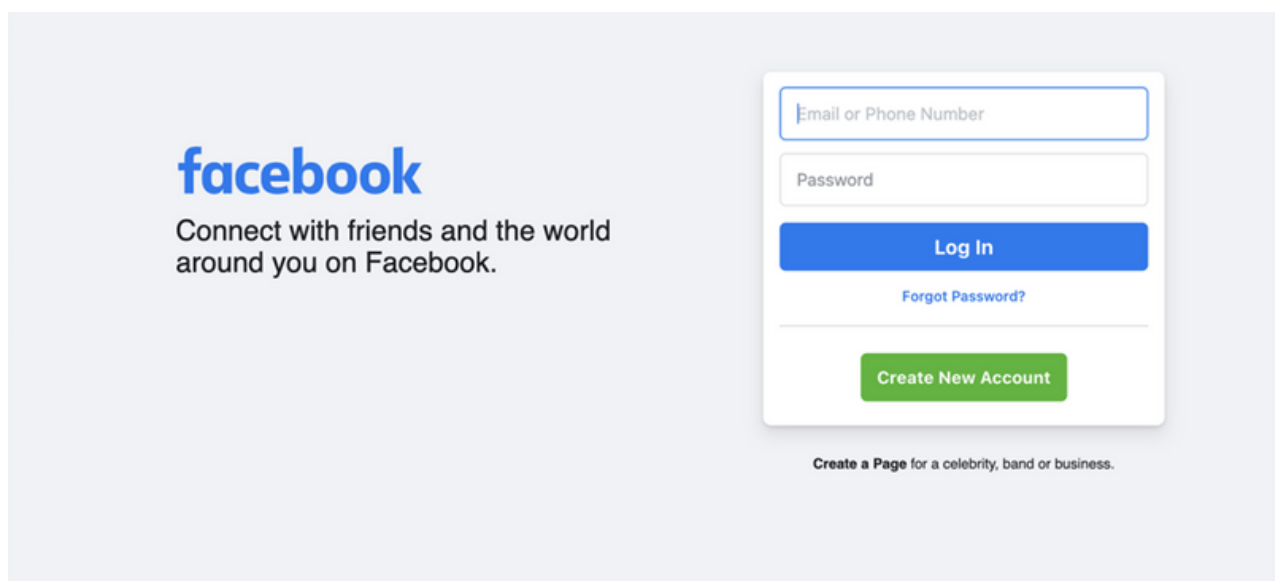 facebook
Connect with friends and the world
around you on Facebook.
Email or Phone Number
Password
Log In
Forgot Password?
Create New Account
Create a Page for a celebrity, band or business.